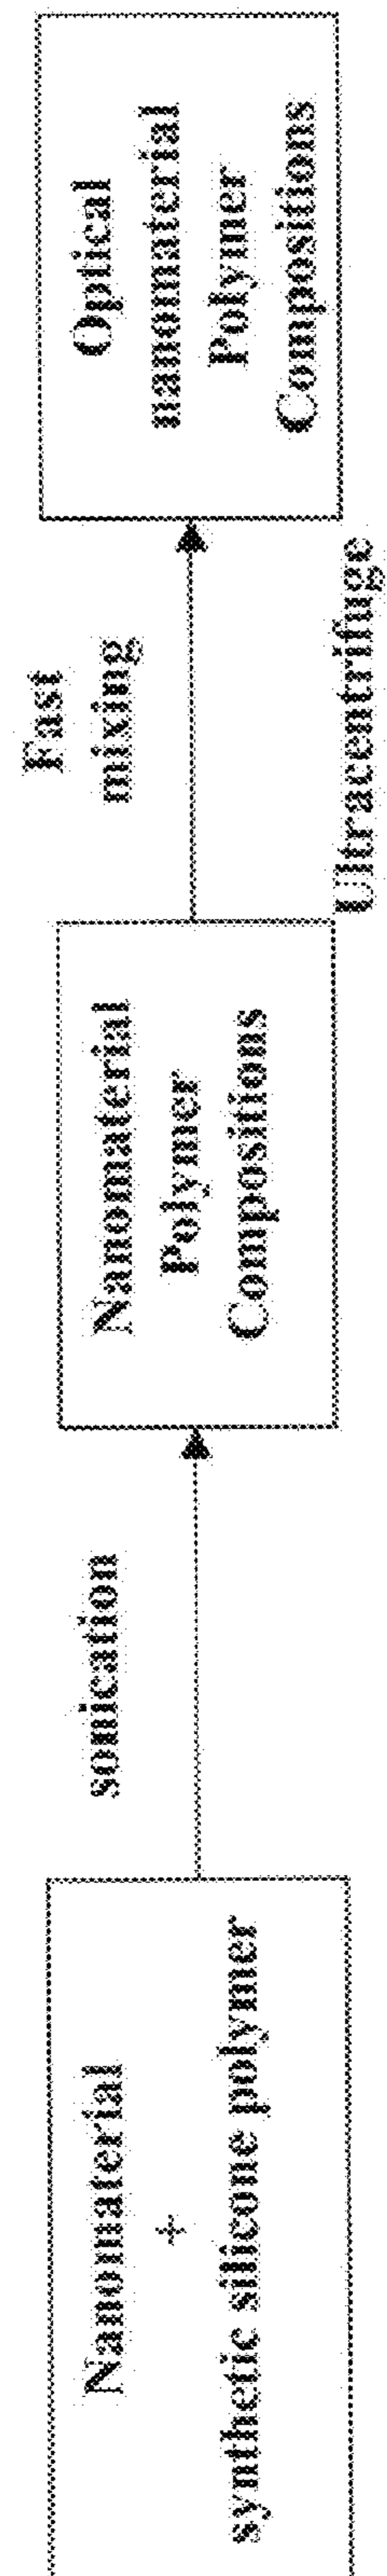 Nanomaterial
+
synthetic silicone polymer
sonication
Nanomaterial
Polymer
Compositions
Fast
mixing
Ultracentrifuge
Optical
nanomaterial
Polymer
Compositions